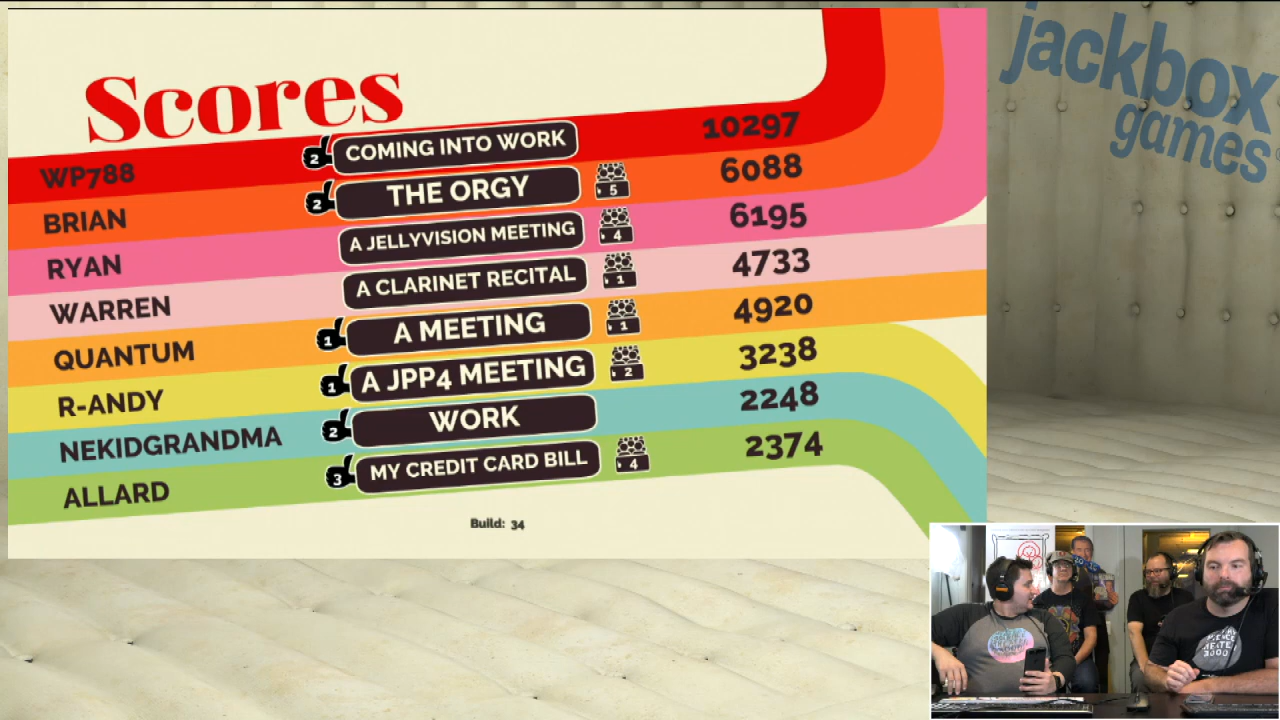 jackbox
games
Scores
WP788 2 COMING INTO WORK 10297
BRIAN 2 THE ORGY 5 6088
RYAN A JELLYVISION MEETING 4 6195
WARREN A CLARINET RECITAL 1 4733
QUANTUM 1 A MEETING 1 4920
R-ANDY 1 A JPP4 MEETING 2 3238
NEKIDGRANDMA 2 WORK 2248
ALLARD 3 MY CREDIT CARD BILL 4 2374
Build: 34